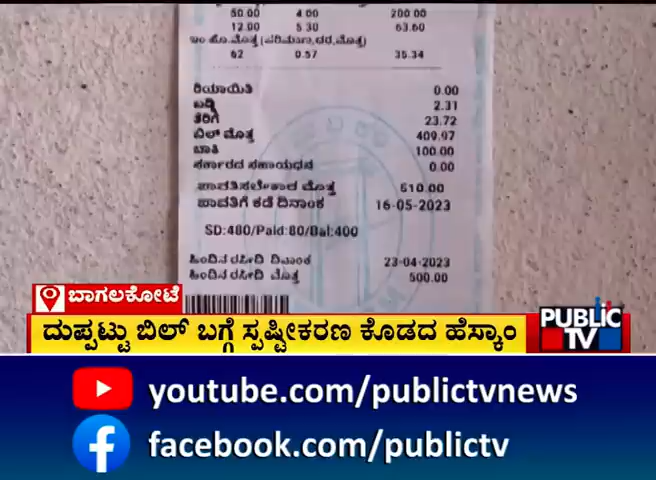 50.00 4.00 200.00
12.00 5.30 63.60
ಇಂ.ಹೊ.ಮೊತ್ತ (ಪರಿಮಾಣ,ದರ,ಮೊತ್ತ)
62 0.57 35.34
ರಿಯಾಯಿತಿ 0.00
ಬಡ್ಡಿ 2.31
ತೆರಿಗೆ 23.72
ಬಿಲ್ ಮೊತ್ತ 409.97
ಬಾಕಿ 100.00
ಸರ್ಕಾರದ ಸಹಾಯಧನ 0.00
ಪಾವತಿಸಬೇಕಾದ ಮೊತ್ತ 510.00
ಪಾವತಿಗೆ ಕಡೆ ದಿನಾಂಕ 16-05-2023
SD:480/Paid:80/Bal:400
ಹಿಂದಿನ ರಸೀದಿ ದಿನಾಂಕ 23-04-2023
ಹಿಂದಿನ ರಸೀದಿ ಮೊತ್ತ 500.00
ಬಾಗಲಕೋಟೆ
ದುಪ್ಪಟ್ಟು ಬಿಲ್ ಬಗ್ಗೆ ಸ್ಪಷ್ಟೀಕರಣ ಕೊಡದ ಹೆಸ್ಕಾಂ
PUBLiC TV
youtube.com/publictvnews
facebook.com/publictv